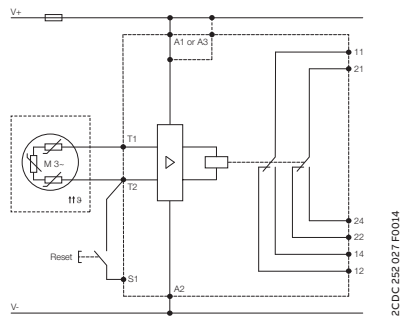 V+
A1 or A3
11
21
T1
M 3~
T2
ϑ
24
22
Reset
14
S1
12
A2
V-
2CDC 252 027 F0014